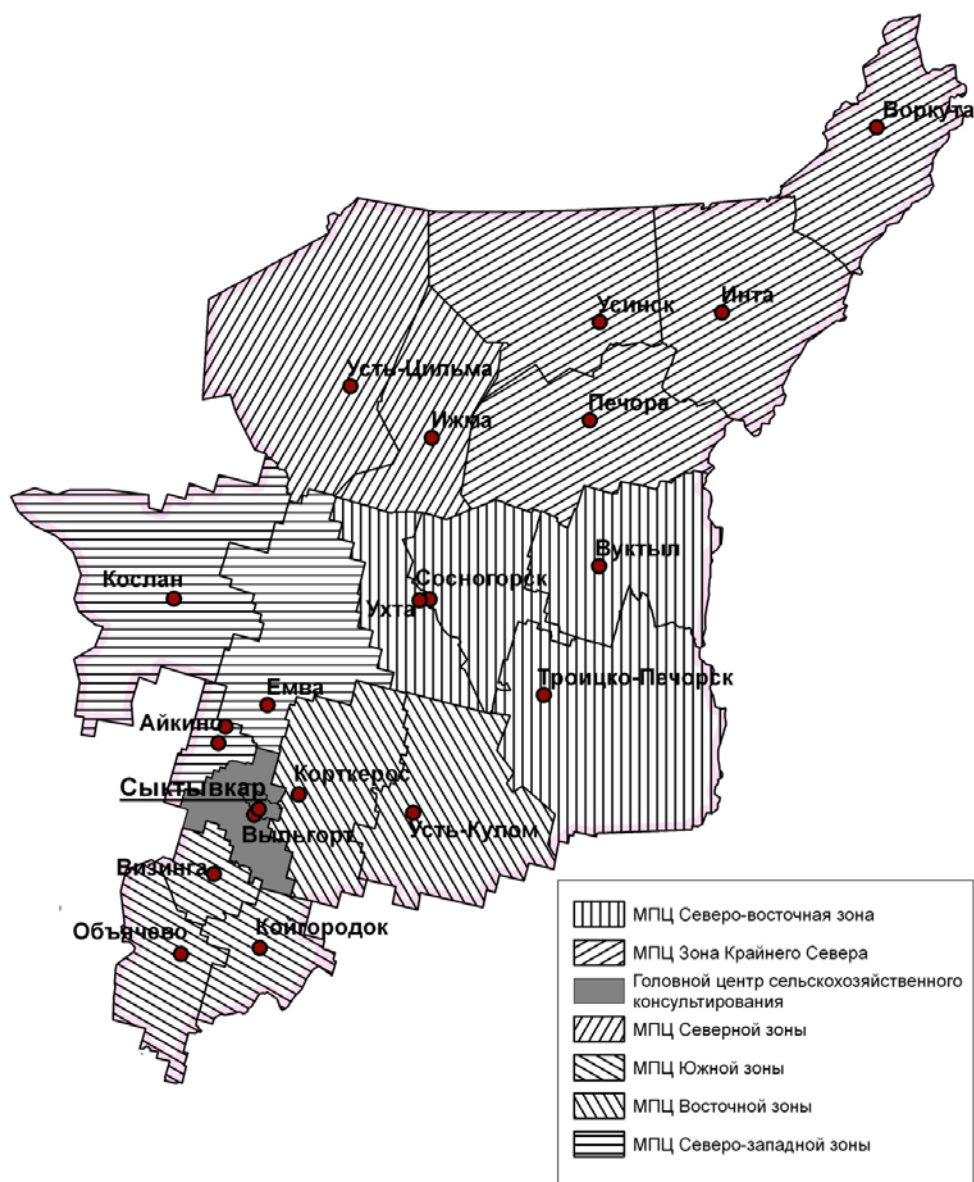 Воркута
Инта
Усинск
Усть-Цильма
Печора
Ижма
Вуктыл
Сосногорск
Кослан
Ухта
Троицко-Печорск
Емва
Айкино
Корткерос
Сыктывкар
Усть-Кулом
Выльгорт
Визинга
Койгородок
Объячево
МПЦ Северо-восточная зона
МПЦ Зона Крайнего Севера
Головной центр сельскохозяйственного
консультирования
МПЦ Северной зоны
МПЦ Южной зоны
МПЦ Восточной зоны
МПЦ Северо-западной зоны